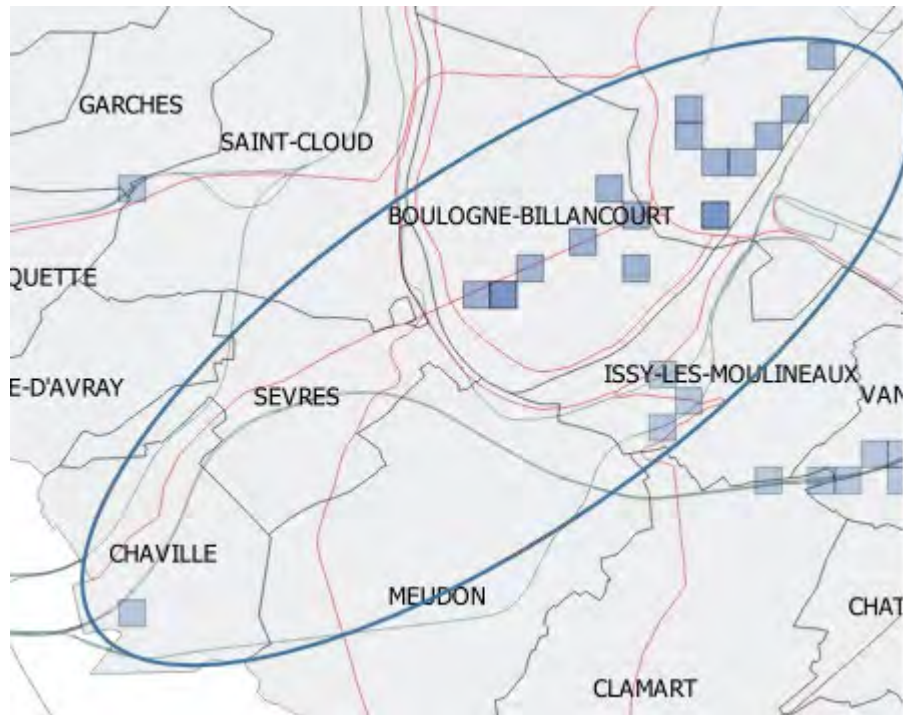 GARCHES
SAINT-CLOUD
BOULOGNE-BILLANCOURT
QUETTE
E-D'AVRAY
SEVRES
ISSY-LES-MOULINEAUX
VAN
CHAVILLE
MEUDON
CHAT
CLAMART